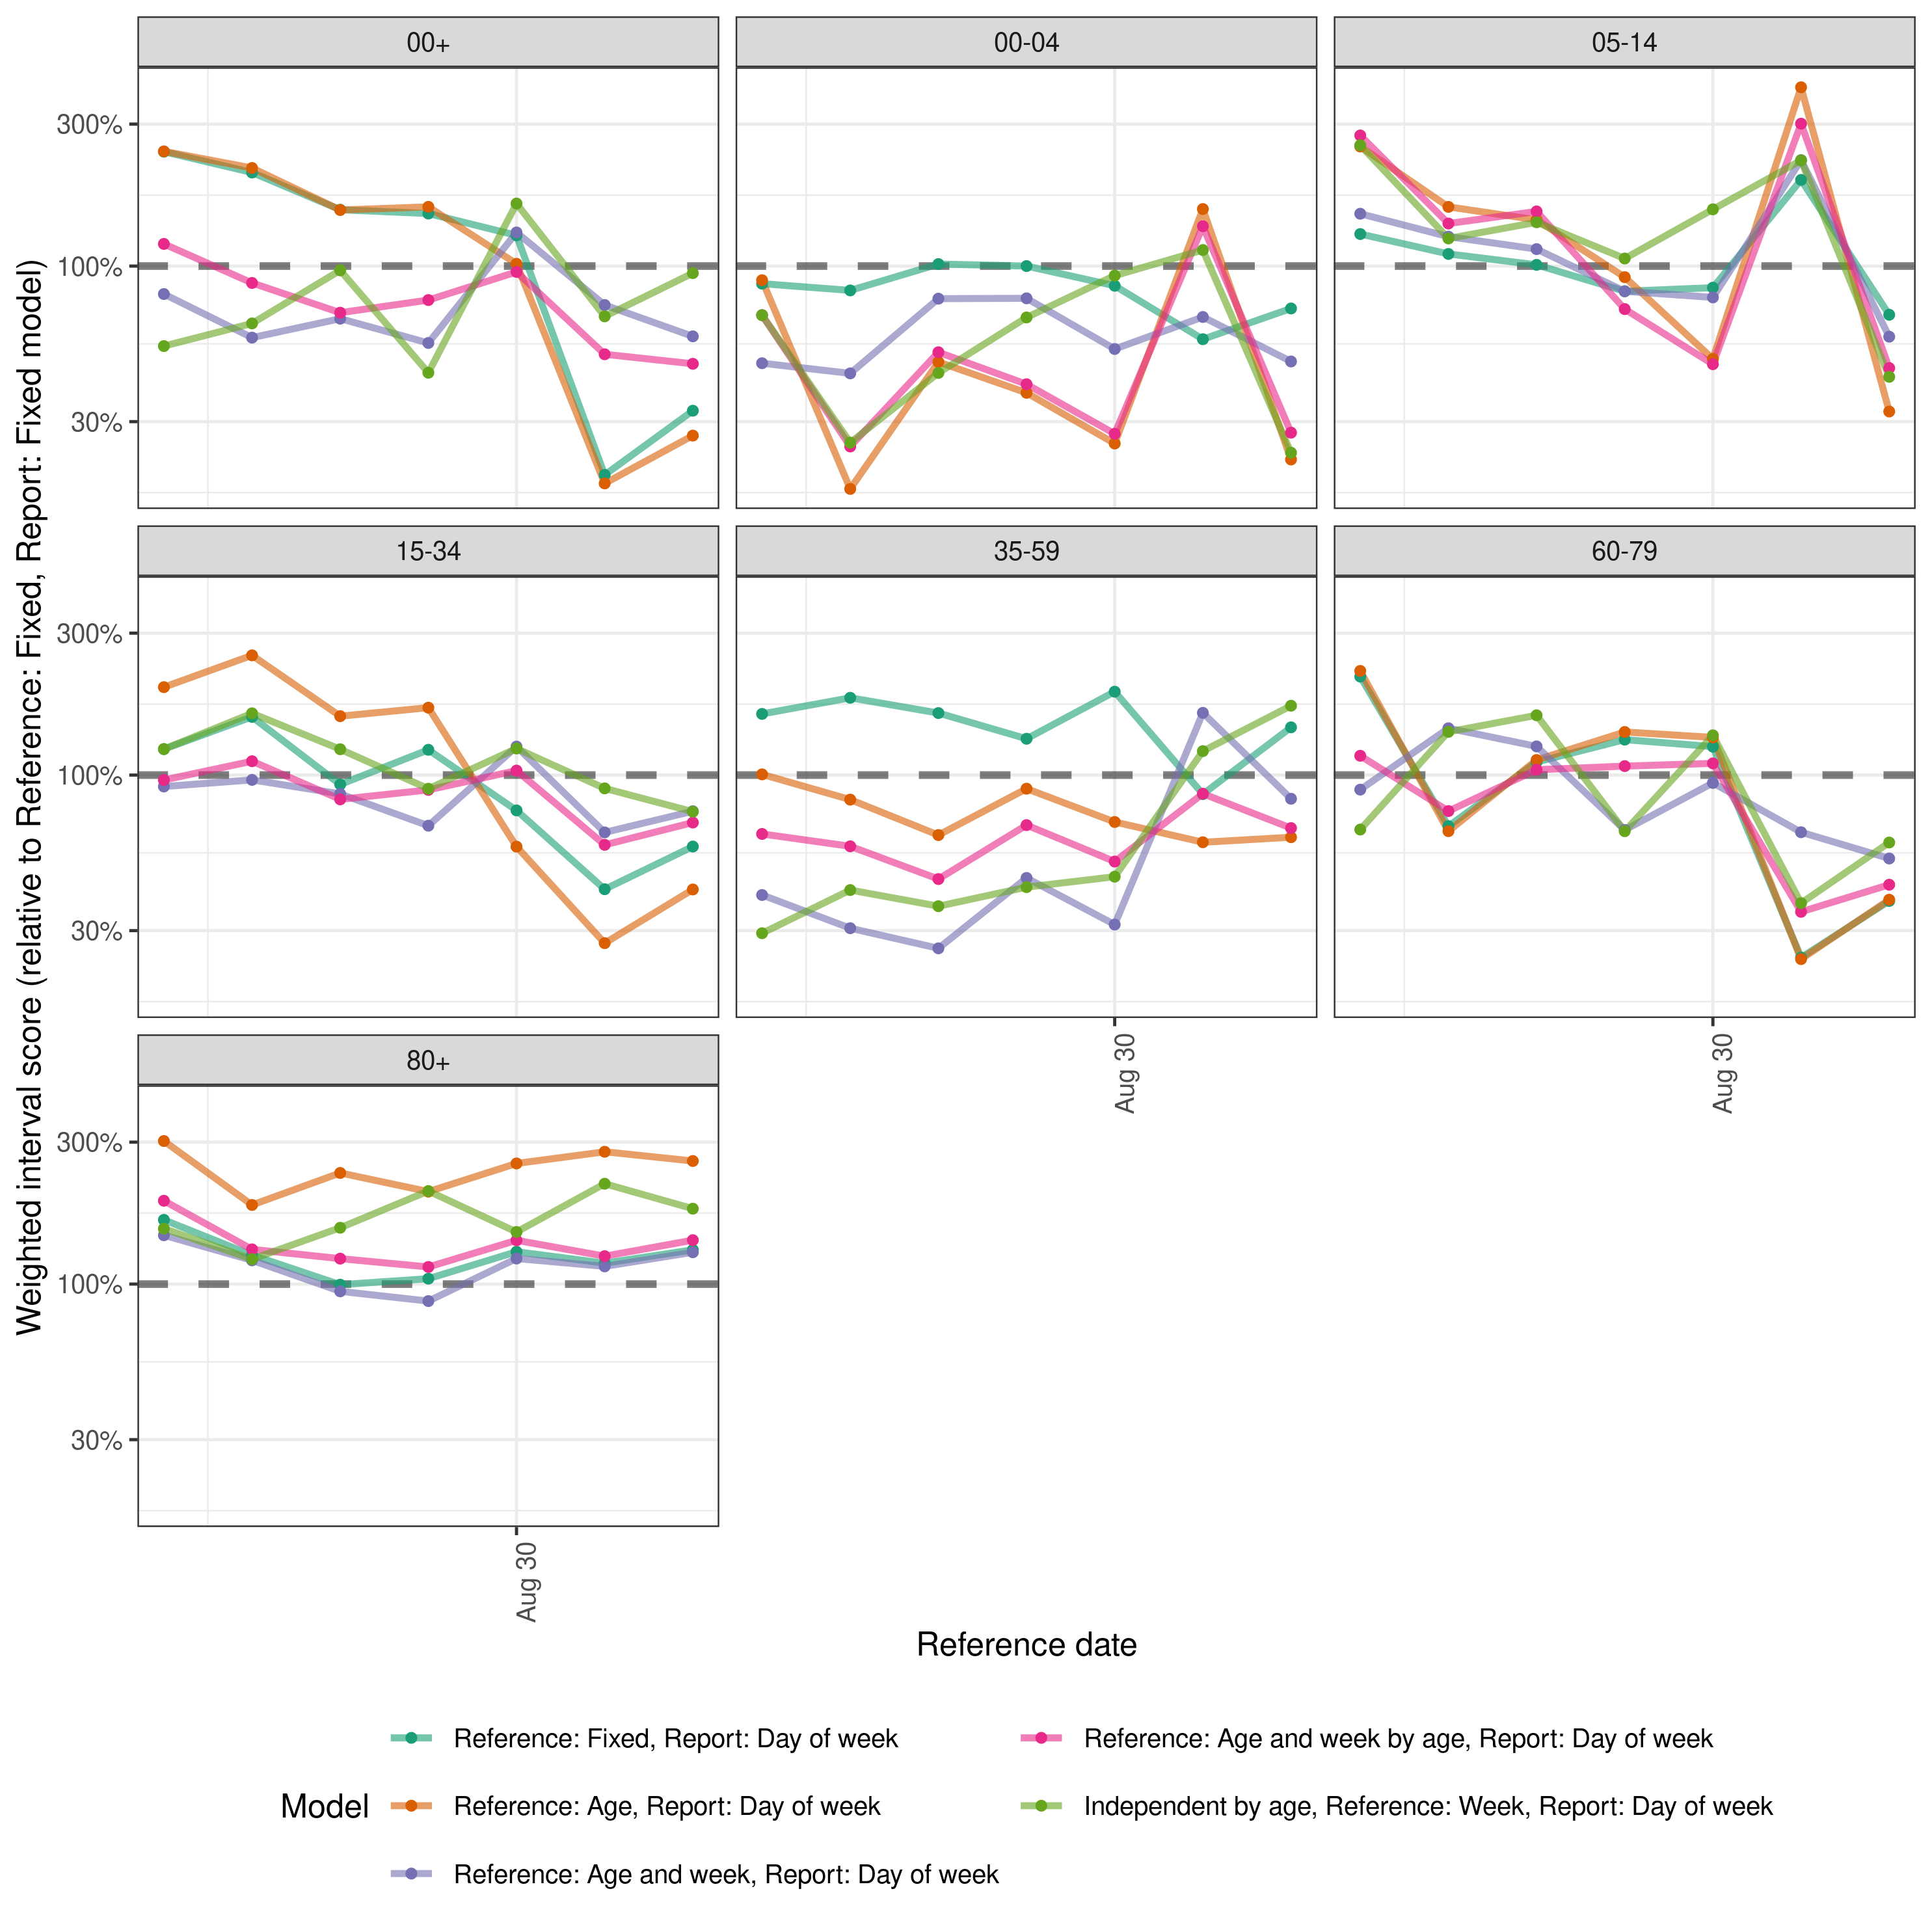 Weighted interval score (relative to Reference: Fixed, Report: Fixed model)
00+
00-04
05-14
300%
100%
30%
15-34
35-59
60-79
300%
100%
30%
Aug 30
Aug 30
80+
300%
100%
30%
Aug 30
Reference date
Model
Reference: Fixed, Report: Day of week
Reference: Age, Report: Day of week
Reference: Age and week, Report: Day of week
Reference: Age and week by age, Report: Day of week
Independent by age, Reference: Week, Report: Day of week